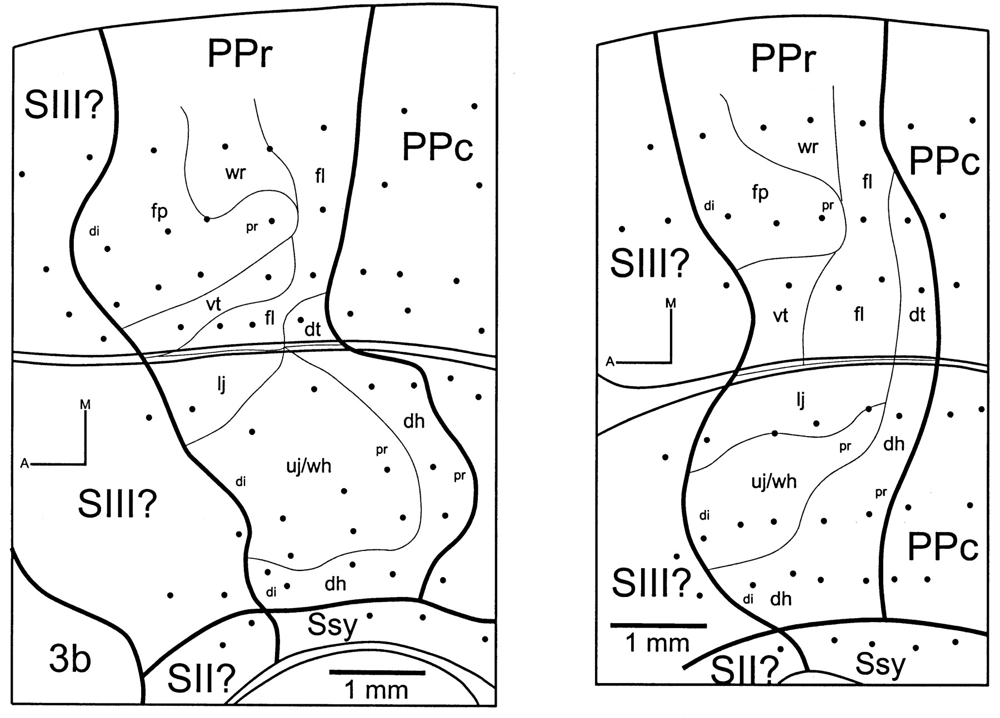 PPr
SIII?
PPc
wr
fl
fp
di
pr
vt
fl
dt
lj
M
A
dh
pr
uj/wh
pr
di
SIII?
dh
di
Ssy
3b
SII?
1 mm
PPr
wr
PPc
fl
fp
di
pr
SIII?
M
A
vt
fl
dt
lj
pr
dh
uj/wh
pr
di
PPc
SIII?
di
dh
1 mm
SII?
Ssy